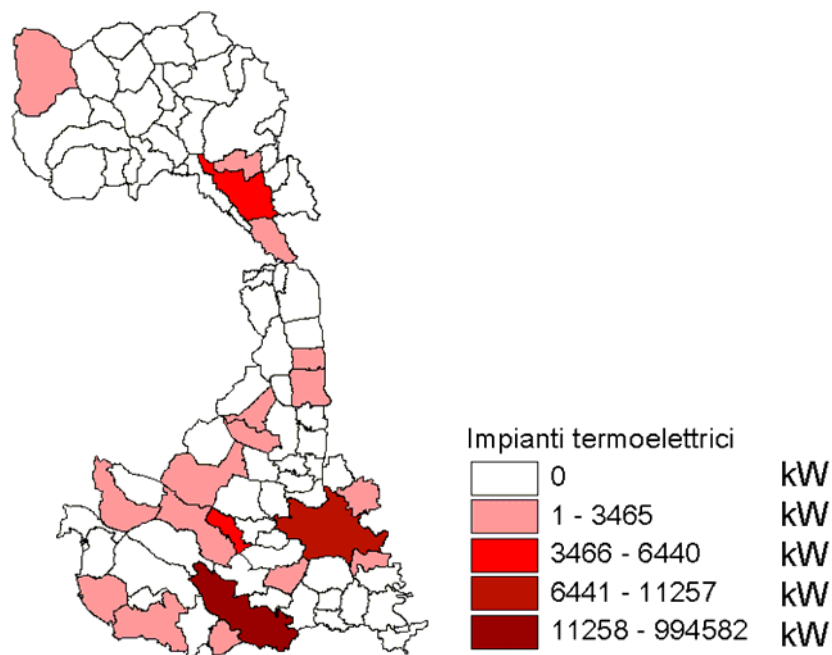 Impianti termoelettrici
0 kW
1 - 3465 kW
3466 - 6440 kW
6441 - 11257 kW
11258 - 994582 kW